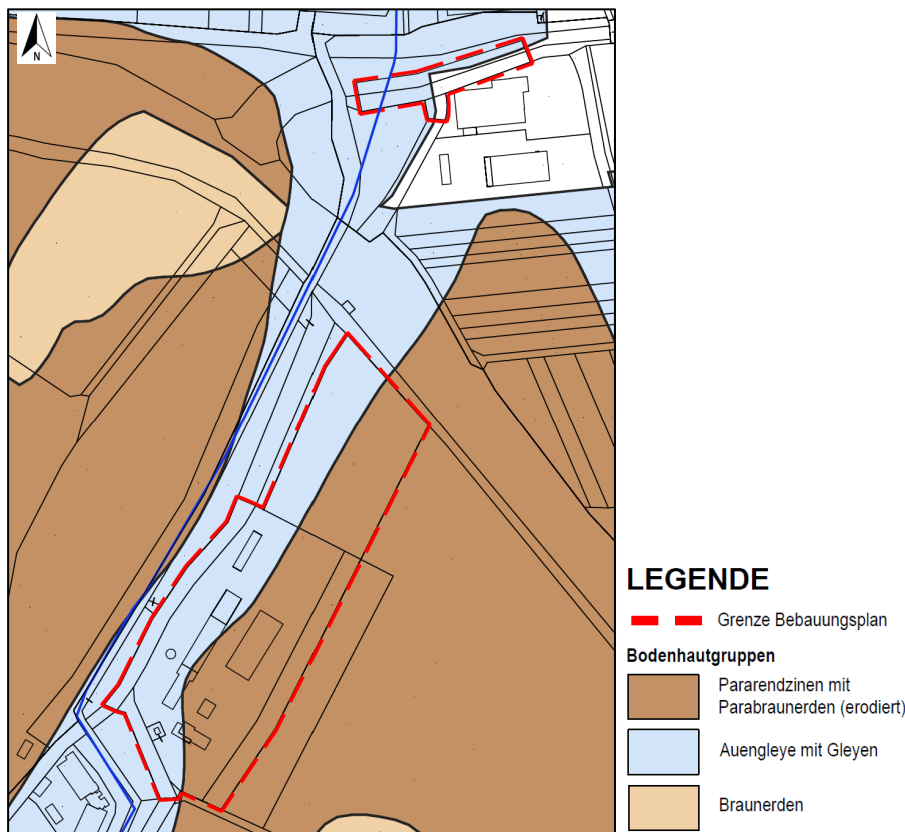 N
LEGENDE
Grenze Bebauungsplan
Bodenhautgruppen
Pararendzinen mit
Parabraunerden (erodiert)
Auengleye mit Gleyen
Braunerden